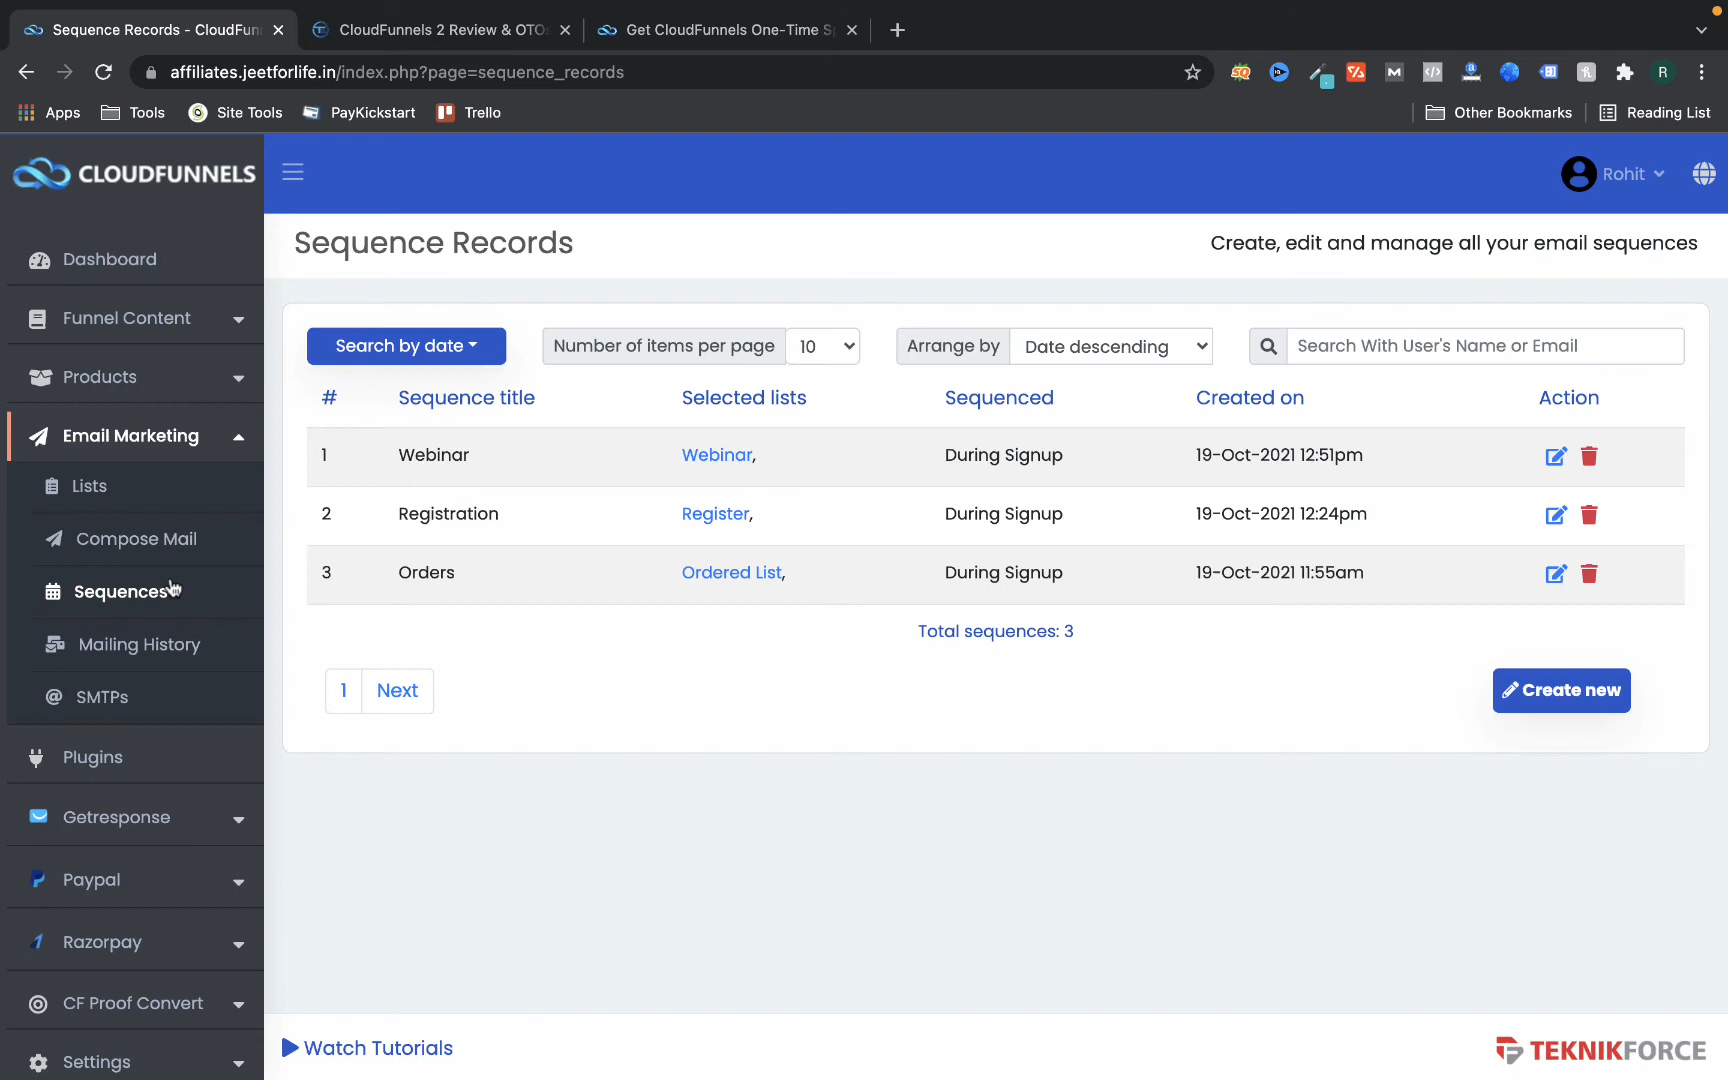 Sequence Records - CloudFun
CloudFunnels 2 Review & OTO
Get CloudFunnels One-Time S
affiliates.jeetforlife.in/index.php?page=sequence_records
R
Apps
Tools
Site Tools
PayKickstart
Trello
Other Bookmarks
Reading List
CLOUDFUNNELS
Rohit
Sequence Records
Create, edit and manage all your email sequences
Dashboard
Funnel Content
Products
Email Marketing
Lists
Compose Mail
Sequences
Mailing History
SMTPs
Plugins
Getresponse
Paypal
Razorpay
CF Proof Convert
Settings
Search by date
Number of items per page 10
Arrange by Date descending
Search With User's Name or Email
# Sequence title Selected lists Sequenced Created on Action
1 Webinar Webinar, During Signup 19-Oct-2021 12:51pm
2 Registration Register, During Signup 19-Oct-2021 12:24pm
3 Orders Ordered List, During Signup 19-Oct-2021 11:55am
Total sequences: 3
1 Next
Create new
Watch Tutorials
TEKNIKFORCE